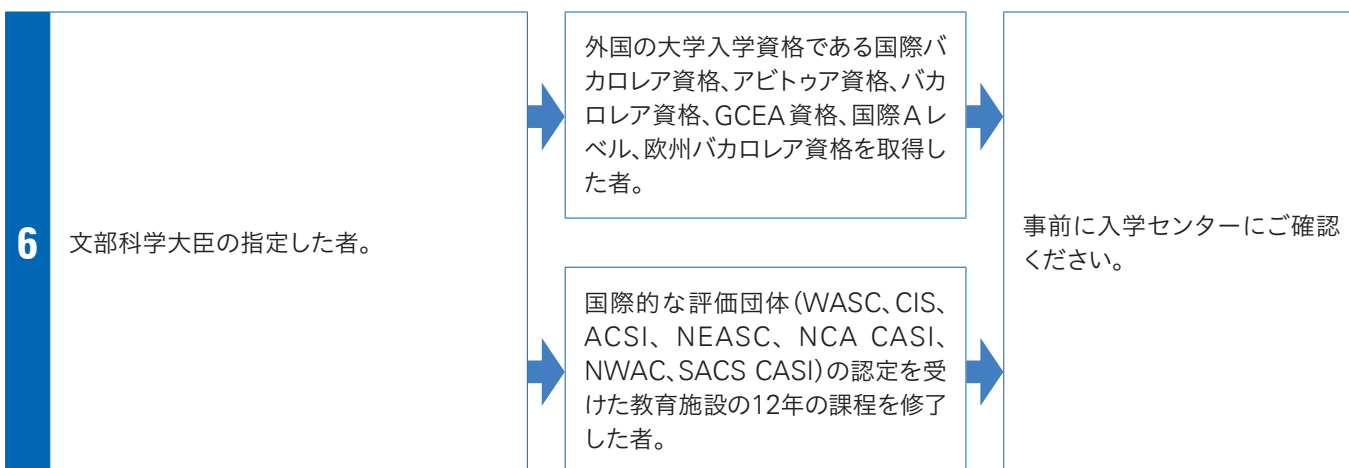 6
文部科学大臣の指定した者。
外国の大学入学資格である国際バ
カロレア資格、アビトゥア資格、バカ
ロレア資格、GCEA資格、国際Aレ
ベル、欧州バカロレア資格を取得し
た者。
国際的な評価団体(WASC、CIS、
ACSI、NEASC、NCA CASI、
NWAC、SACS CASI)の認定を受
けた教育施設の12年の課程を修了
した者。
事前に入学センターにご確認
ください。